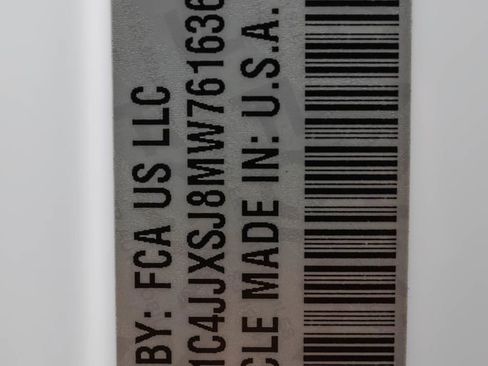 BY: FCA US LLC
1C4JJXSJ8MW761636
CLE MADE IN: U.S.A.